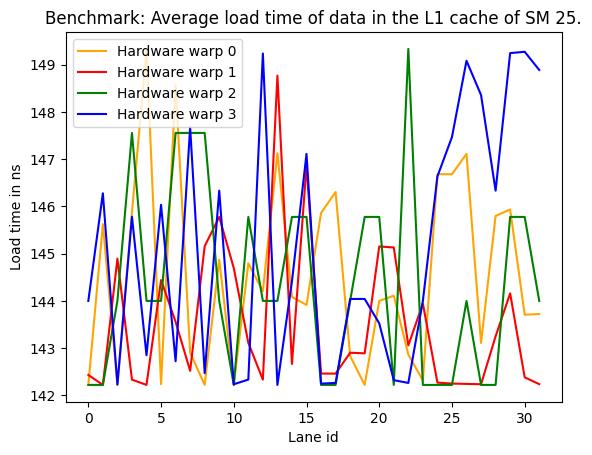 Benchmark: Average load time of data in the L1 cache of SM 25.
Hardware warp 0
Hardware warp 1
Hardware warp 2
Hardware warp 3
149
148
147
146
145
144
143
142
Load time in ns
0 5 10 15 20 25 30
Lane id